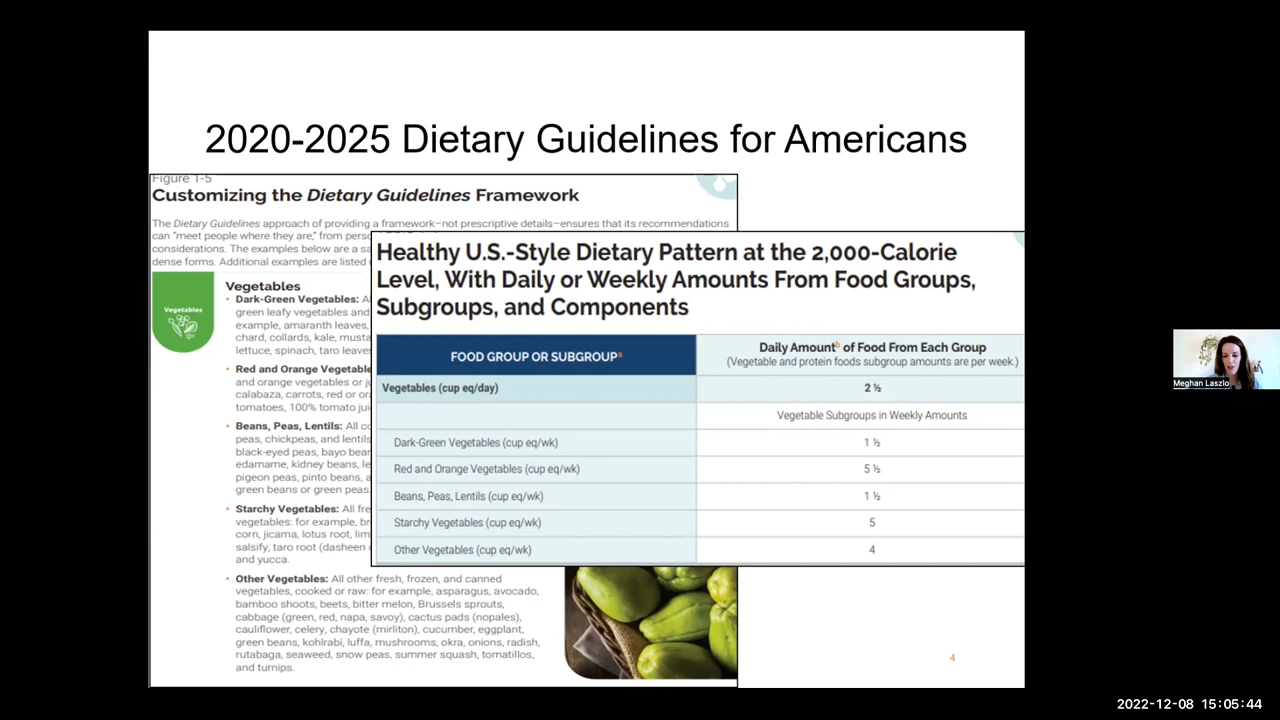 2020-2025 Dietary Guidelines for Americans
Figure 1-5
Customizing the Dietary Guidelines Framework
The Dietary Guidelines approach of providing a framework–not prescriptive details–ensures that its recommendations
can "meet people where they are," from
considerations. The examples below are a
dense forms. Additional examples are listed
Vegetables
Vegetables
• Dark-Green Vegetables:
green leafy vegetables and
example, amaranth leaves,
chard, collards, kale,
lettuce, spinach, taro
• Red and Orange
and orange vegetables or
calabaza, carrots, red or
tomatoes, 100% tomato
• Beans, Peas, Lentils: All
peas, chickpeas, and lentils
black-eyed peas, bayo
edamame, kidney beans,
pigeon peas, pinto beans,
green beans or green peas.
• Starchy Vegetables: All
vegetables: for example,
corn, jicama, lotus root,
salsify, taro root (dasheen
and yucca.
• Other Vegetables: All other fresh, frozen, and canned
vegetables, cooked or raw: for example, asparagus, avocado,
bamboo shoots, beets, bitter melon, Brussels sprouts,
cabbage (green, red, napa, savoy), cactus pads (nopales),
cauliflower, celery, chayote (mirliton), cucumber, eggplant,
green beans, kohlrabi, luffa, mushrooms, okra, onions, radish,
rutabaga, seaweed, snow peas, summer squash, tomatillos,
and turnips.
Healthy U.S.-Style Dietary Pattern at the 2,000-Calorie
Level, With Daily or Weekly Amounts From Food Groups,
Subgroups, and Components
FOOD GROUP OR SUBGROUPa
Daily Amountb of Food From Each Group
(Vegetable and protein foods subgroup amounts are per week.)
Vegetables (cup eq/day) 2 ½
Vegetable Subgroups in Weekly Amounts
Dark-Green Vegetables (cup eq/wk) 1 ½
Red and Orange Vegetables (cup eq/wk) 5 ½
Beans, Peas, Lentils (cup eq/wk) 1 ½
Starchy Vegetables (cup eq/wk) 5
Other Vegetables (cup eq/wk) 4
4
Meghan Laszlo
2022-12-08 15:05:44